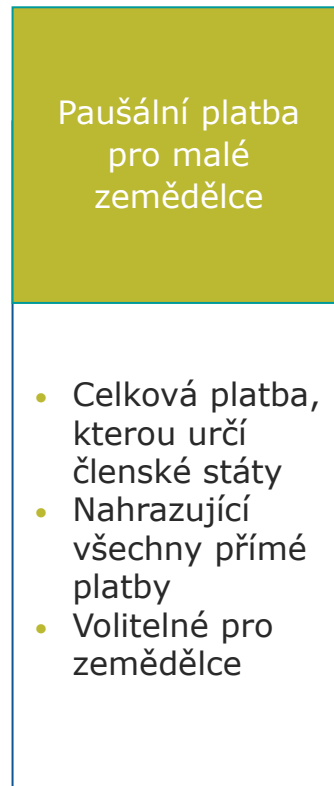 Paušální platba
pro malé
zemědělce
• Celková platba,
kterou určí
členské státy
• Nahrazující
všechny přímé
platby
• Volitelné pro
zemědělce